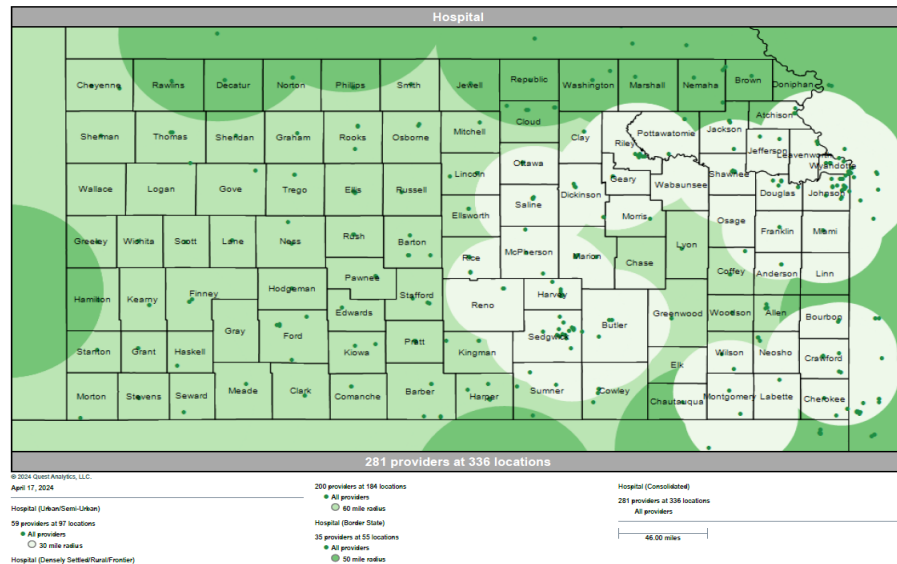 Hospital
Cheyenne
Rawlins
Decatur
Norton
Phillips
Smith
Jewell
Republic
Washington
Marshall
Nemaha
Brown
Doniphan
Sherman
Thomas
Sheridan
Graham
Rooks
Osborne
Mitchell
Cloud
Clay
Riley
Pottawatomie
Jackson
Atchison
Jefferson
Leavenworth
Wyandotte
Wallace
Logan
Gove
Trego
Ellis
Russell
Lincoln
Ottawa
Saline
Dickinson
Geary
Wabaunsee
Shawnee
Douglas
Johnson
Greeley
Wichita
Scott
Lane
Ness
Rush
Barton
Ellsworth
Rice
McPherson
Marion
Morris
Chase
Lyon
Osage
Franklin
Miami
Coffey
Anderson
Linn
Hamilton
Kearny
Finney
Hodgeman
Pawnee
Edwards
Stafford
Reno
Harvey
Sedgwick
Butler
Greenwood
Woodson
Allen
Bourbon
Stanton
Grant
Haskell
Gray
Ford
Kiowa
Pratt
Kingman
Elk
Wilson
Neosho
Crawford
Morton
Stevens
Seward
Meade
Clark
Comanche
Barber
Harper
Sumner
Cowley
Chautauqua
Montgomery
Labette
Cherokee
281 providers at 336 locations
© 2024 Quest Analytics, LLC.
April 17, 2024
Hospital (Urban/Semi-Urban)
59 providers at 97 locations
All providers
30 mile radius
Hospital (Densely Settled/Rural/Frontier)
200 providers at 184 locations
All providers
60 mile radius
Hospital (Border State)
35 providers at 55 locations
All providers
50 mile radius
Hospital (Consolidated)
281 providers at 336 locations
All providers
46.00 miles